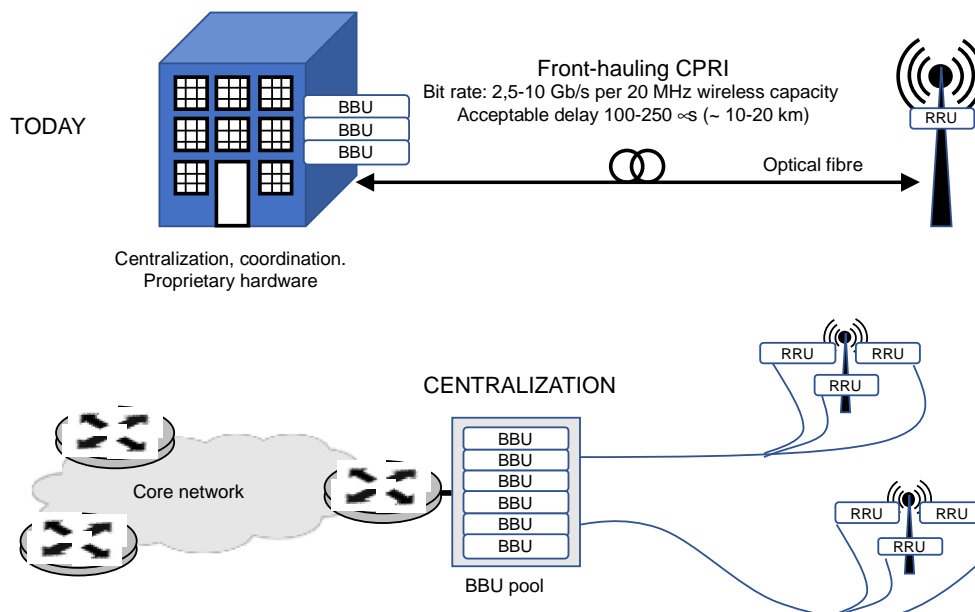 Front-hauling CPRI
Bit rate: 2,5-10 Gb/s per 20 MHz wireless capacity
Acceptable delay 100-250 ∝s (~ 10-20 km)
TODAY
BBU
BBU
BBU
RRU
Optical fibre
Centralization, coordination.
Proprietary hardware
CENTRALIZATION
RRU
RRU
RRU
Core network
BBU
BBU
BBU
BBU
BBU
BBU
BBU pool
RRU
RRU
RRU